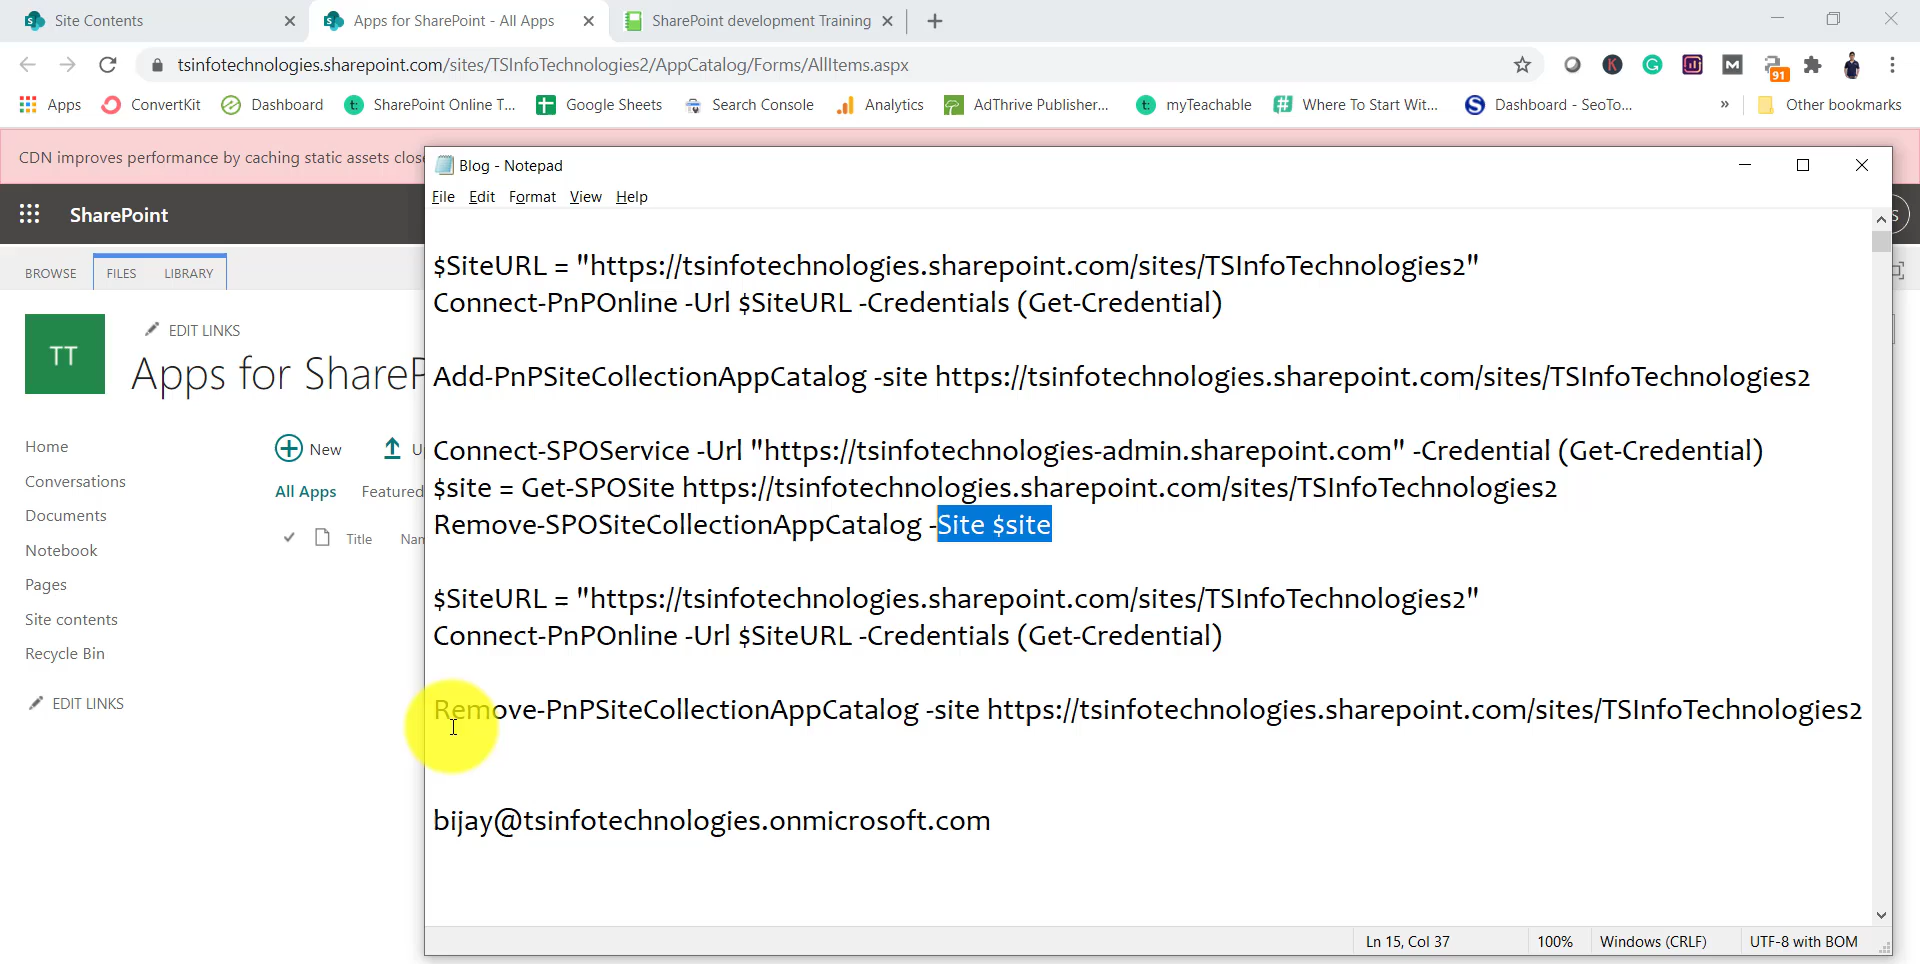 Site Contents
Apps for SharePoint - All Apps
SharePoint development Training
tsinfotechnologies.sharepoint.com/sites/TSInfoTechnologies2/AppCatalog/Forms/AllItems.aspx
91
Apps
ConvertKit
Dashboard
SharePoint Online T...
Google Sheets
Search Console
Analytics
AdThrive Publisher...
myTeachable
Where To Start Wit...
Dashboard - SeoTo...
»
Other bookmarks
CDN improves performance by caching static assets close
SharePoint
BROWSE
FILES
LIBRARY
TT
EDIT LINKS
Apps for ShareP
Home
Conversations
Documents
Notebook
Pages
Site contents
Recycle Bin
EDIT LINKS
New
U
All Apps
Featured
Title
Nam
Blog - Notepad
File Edit Format View Help
$SiteURL = "https://tsinfotechnologies.sharepoint.com/sites/TSInfoTechnologies2"
Connect-PnPOnline -Url $SiteURL -Credentials (Get-Credential)
Add-PnPSiteCollectionAppCatalog -site https://tsinfotechnologies.sharepoint.com/sites/TSInfoTechnologies2
Connect-SPOService -Url "https://tsinfotechnologies-admin.sharepoint.com" -Credential (Get-Credential)
$site = Get-SPOSite https://tsinfotechnologies.sharepoint.com/sites/TSInfoTechnologies2
Remove-SPOSiteCollectionAppCatalog -Site $site
$SiteURL = "https://tsinfotechnologies.sharepoint.com/sites/TSInfoTechnologies2"
Connect-PnPOnline -Url $SiteURL -Credentials (Get-Credential)
Remove-PnPSiteCollectionAppCatalog -site https://tsinfotechnologies.sharepoint.com/sites/TSInfoTechnologies2
bijay@tsinfotechnologies.onmicrosoft.com
Ln 15, Col 37
100%
Windows (CRLF)
UTF-8 with BOM
S